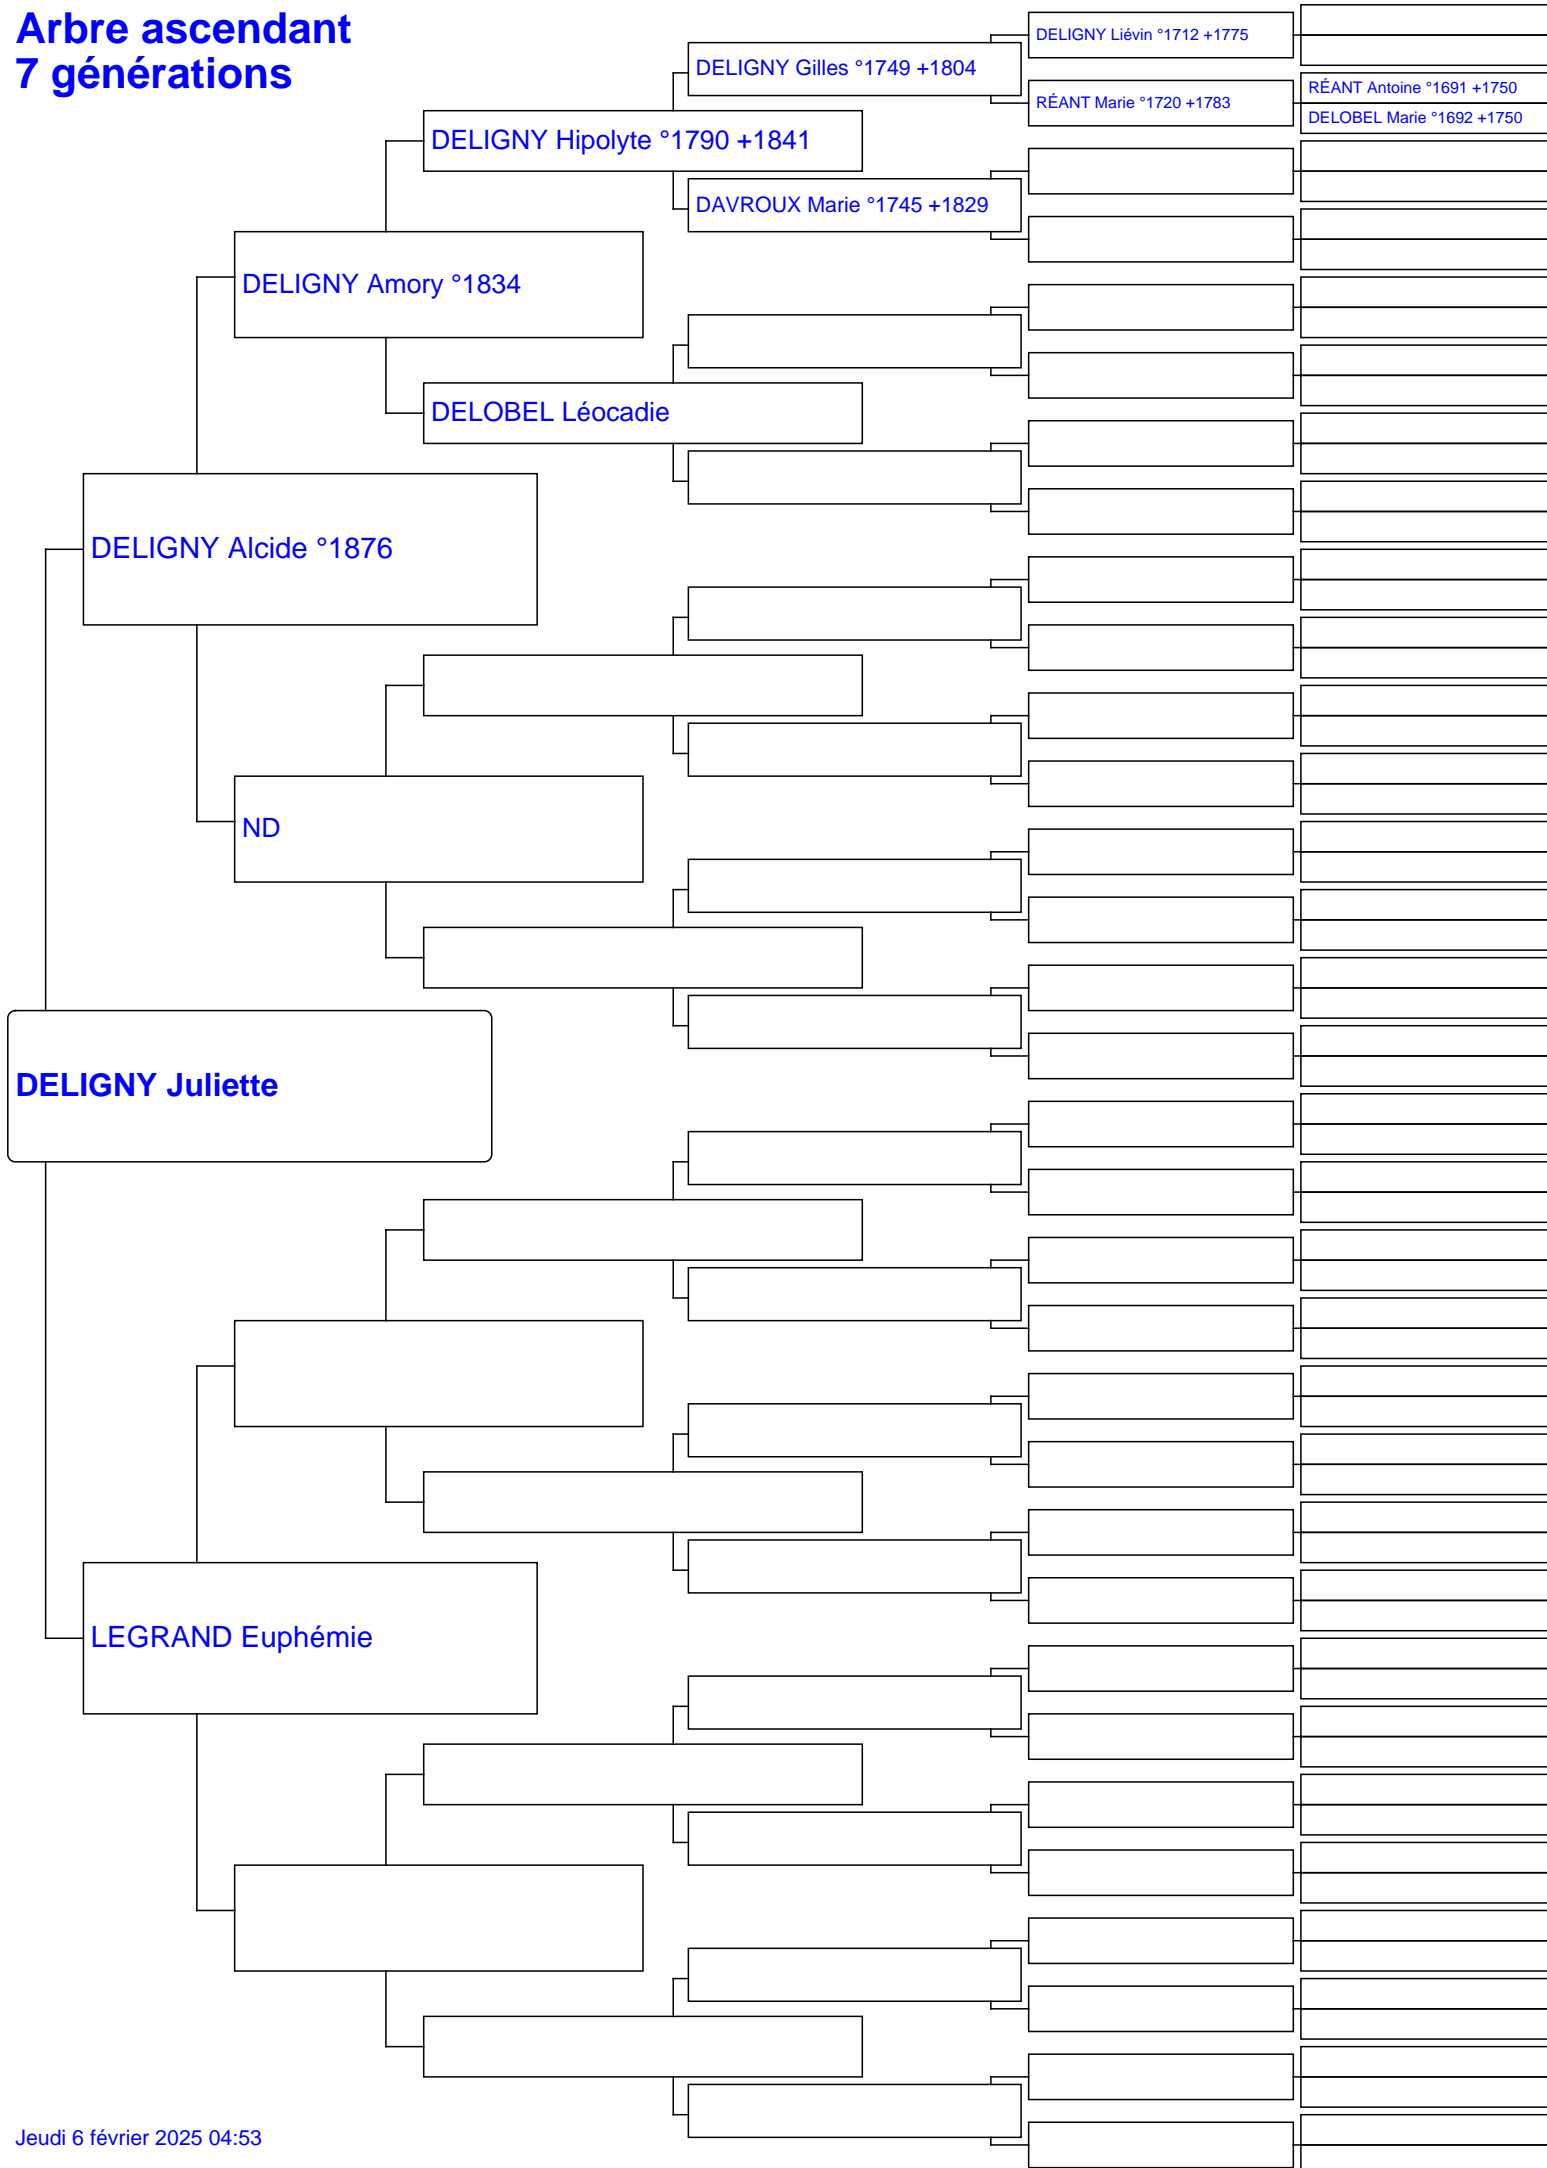 Arbre ascendant
7 générations
DELIGNY Liévin °1712 +1775
DELIGNY Gilles °1749 +1804
RÉANT Antoine °1691 +1750
RÉANT Marie °1720 +1783
DELOBEL Marie °1692 +1750
DELIGNY Hipolyte °1790 +1841
DAVROUX Marie °1745 +1829
DELIGNY Amory °1834
DELOBEL Léocadie
DELIGNY Alcide °1876
ND
DELIGNY Juliette
LEGRAND Euphémie
Jeudi 6 février 2025 04:53